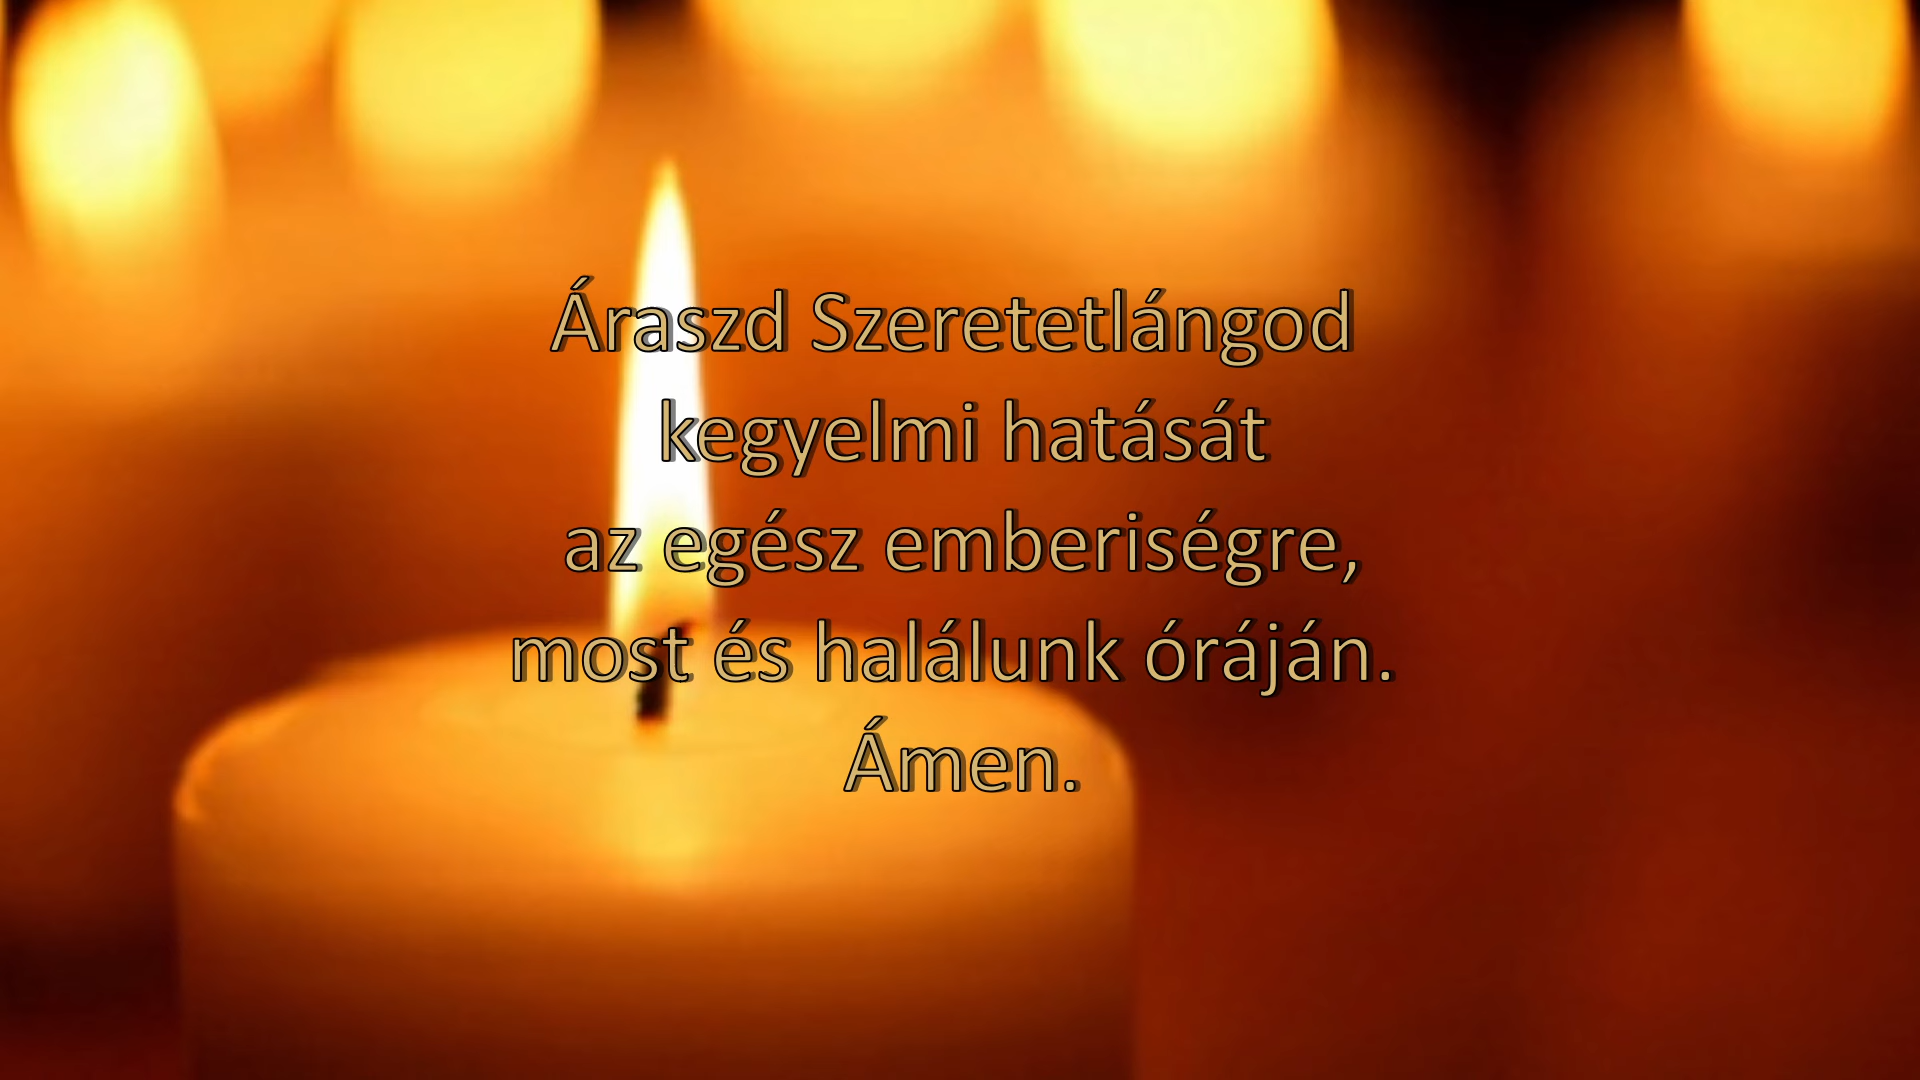 Áraszd Szeretetlángod
kegyelmi hatását
az egész emberiségre,
most és halálunk óráján.
Ámen.